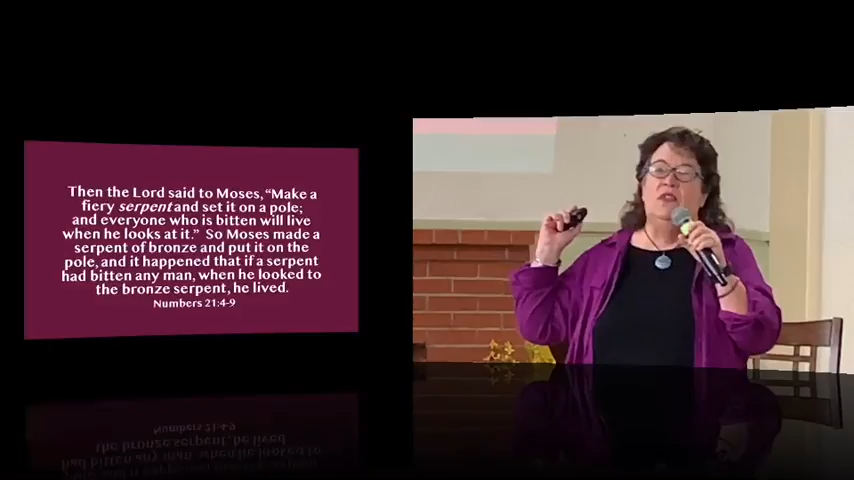 Then the Lord said to Moses, “Make a
fiery serpent and set it on a pole;
and everyone who is bitten will live
when he looks at it.” So Moses made a
serpent of bronze and put it on the
pole, and it happened that if a serpent
had bitten any man, when he looked to
the bronze serpent, he lived.
Numbers 21:4-9